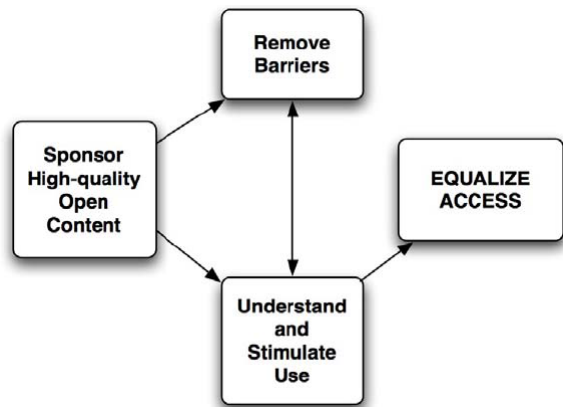 Remove
Barriers
Sponsor
High-quality
Open
Content
EQUALIZE
ACCESS
Understand
and
Stimulate
Use